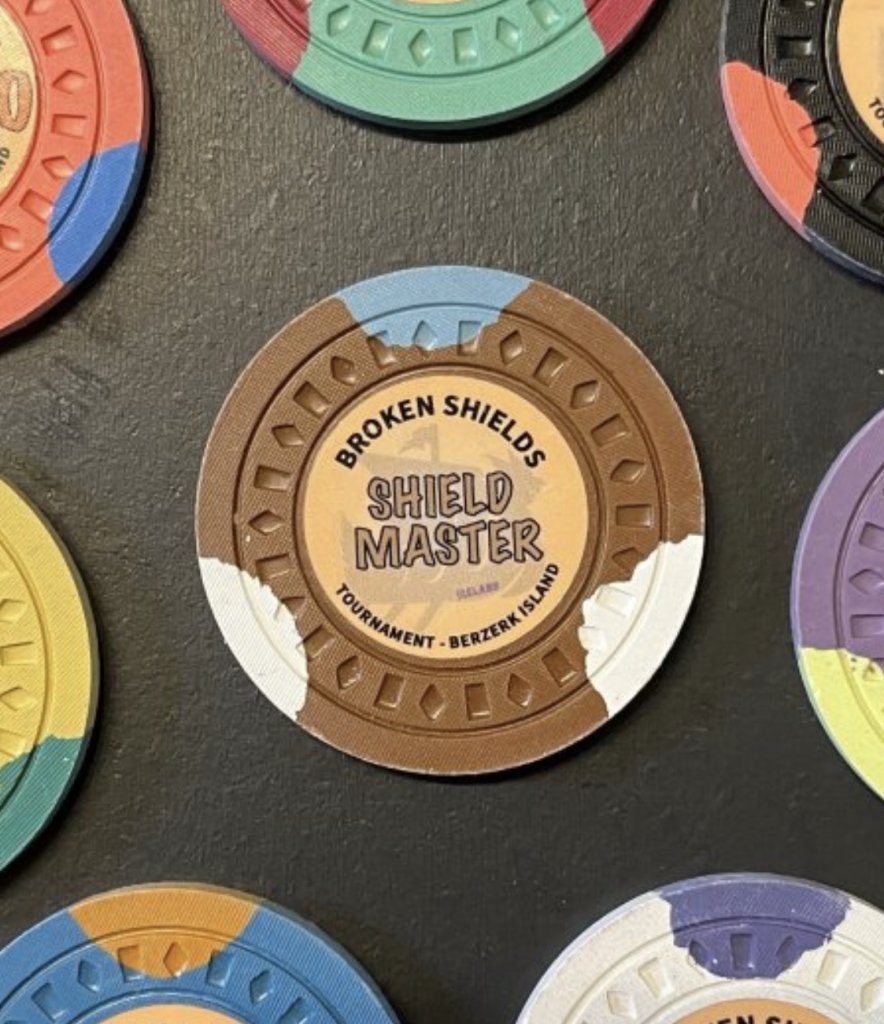 BROKEN SHIELDS
SHIELD
MASTER
TOURNAMENT - BERZERK ISLAND